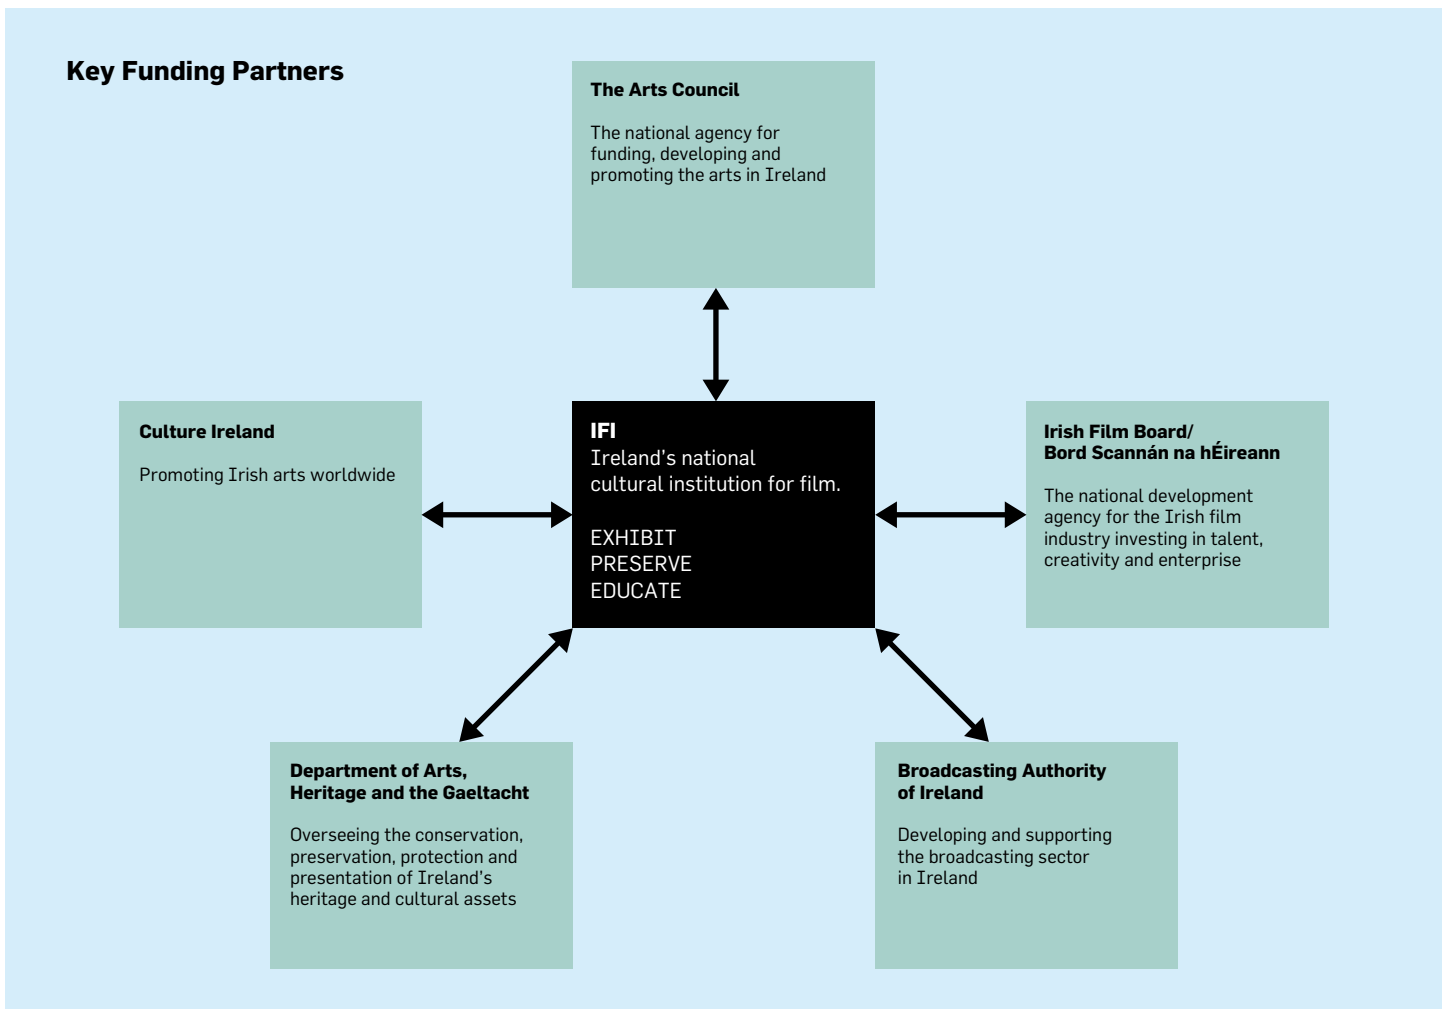 Key Funding Partners
The Arts Council
The national agency for
funding, developing and
promoting the arts in Ireland
Culture Ireland
Promoting Irish arts worldwide
IFI
Ireland's national
cultural institution for film.
EXHIBIT
PRESERVE
EDUCATE
Irish Film Board/
Bord Scannán na hÉireann
The national development
agency for the Irish film
industry investing in talent,
creativity and enterprise
Department of Arts,
Heritage and the Gaeltacht
Overseeing the conservation,
preservation, protection and
presentation of Ireland's
heritage and cultural assets
Broadcasting Authority
of Ireland
Developing and supporting
the broadcasting sector
in Ireland